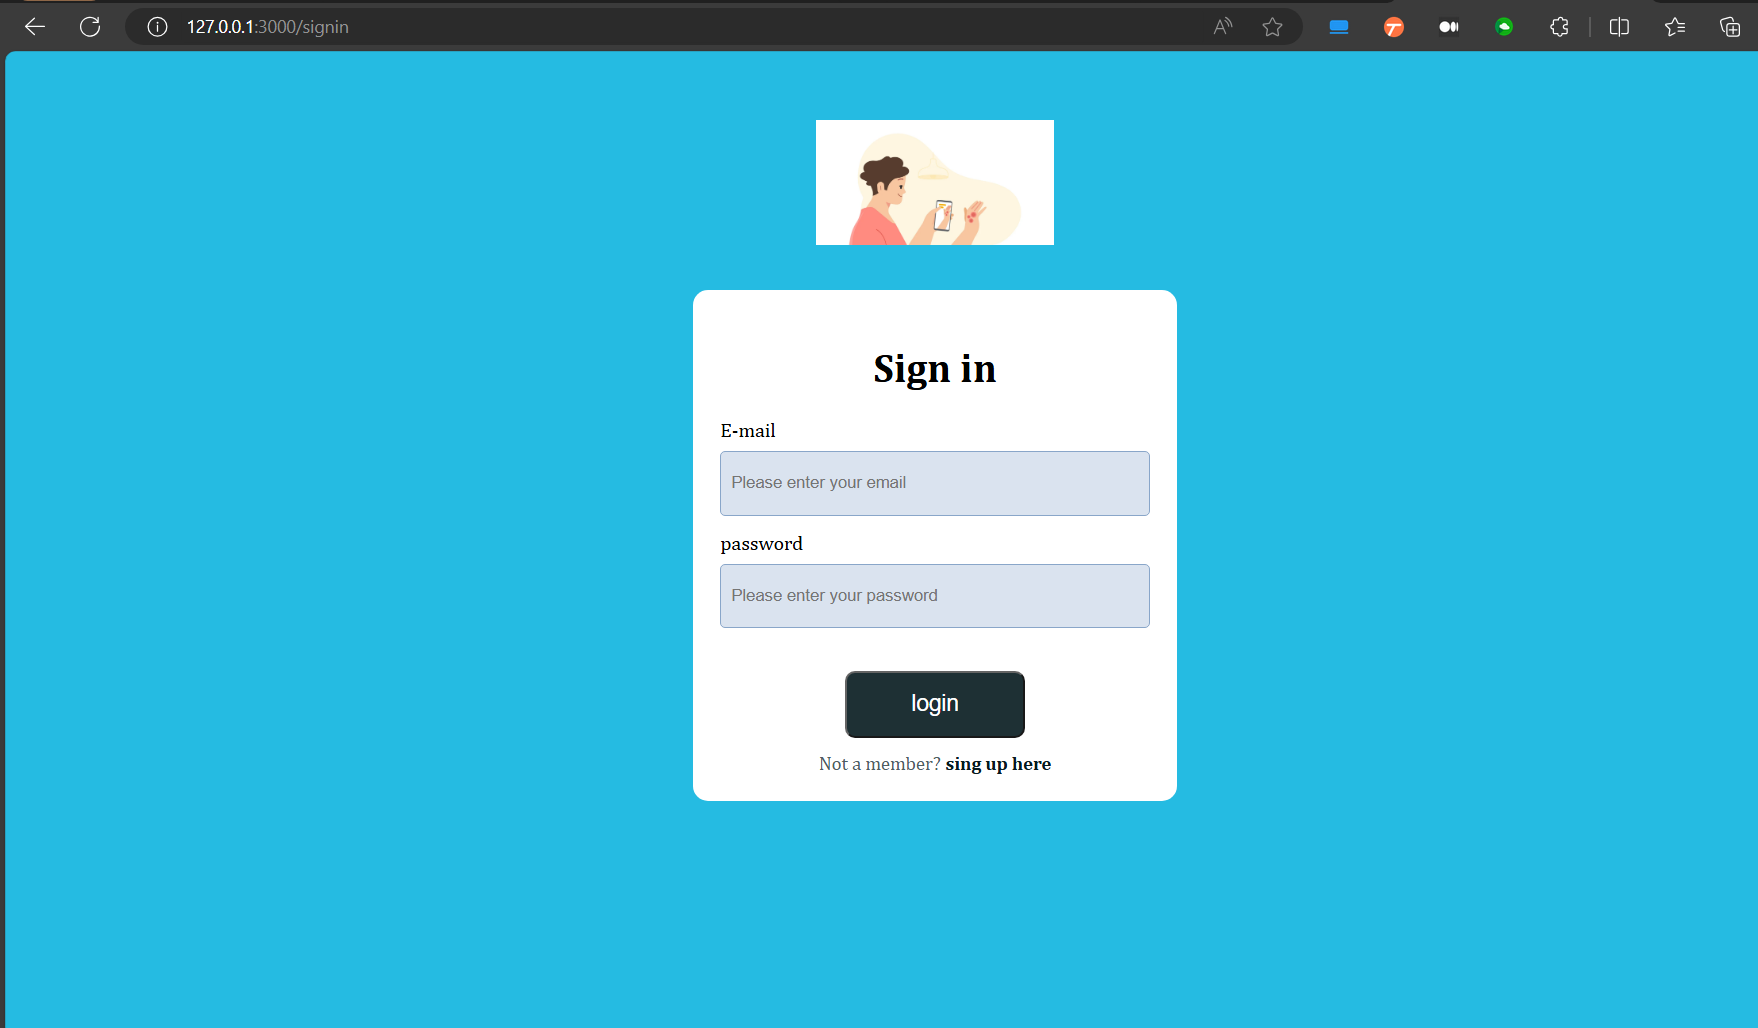 127.0.0.1:3000/signin
Sign in
E-mail
Please enter your email
password
Please enter your password
login
Not a member? sing up here